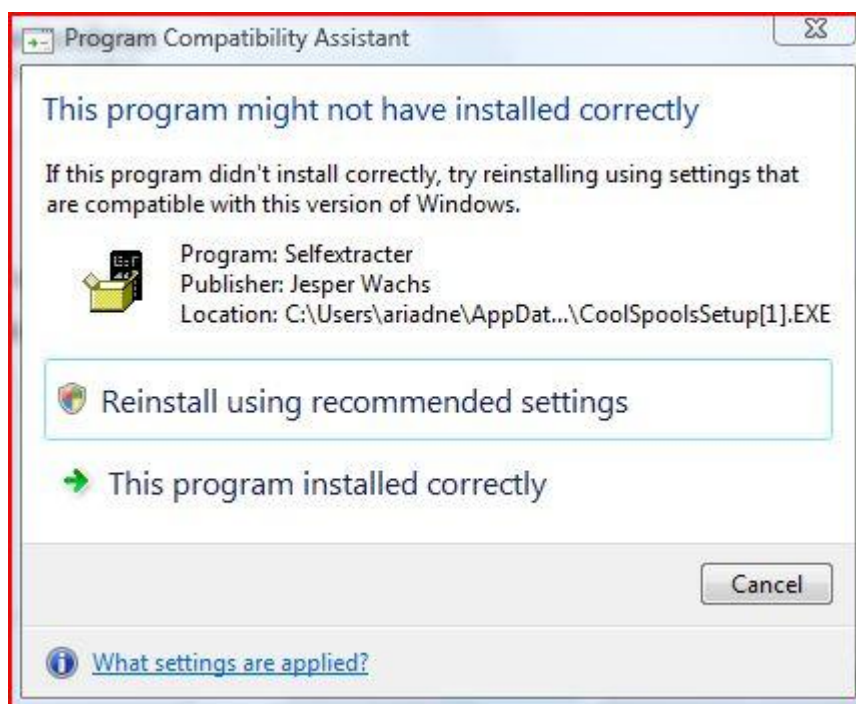 Program Compatibility Assistant
This program might not have installed correctly
If this program didn't install correctly, try reinstalling using settings that
are compatible with this version of Windows.
Program: Selfextracter
Publisher: Jesper Wachs
Location: C:\Users\ariadne\AppDat...\CoolSpoolsSetup[1].EXE
Reinstall using recommended settings
This program installed correctly
Cancel
What settings are applied?